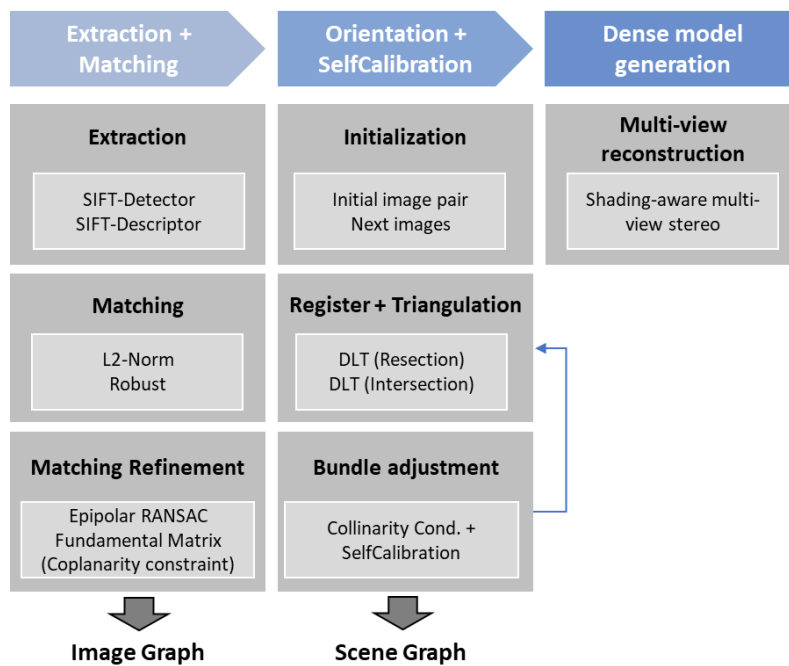 Extraction +
Matching
Orientation +
SelfCalibration
Dense model
generation
Extraction
SIFT-Detector
SIFT-Descriptor
Matching
L2-Norm
Robust
Matching Refinement
Epipolar RANSAC
Fundamental Matrix
(Coplanarity constraint)
Image Graph
Initialization
Initial image pair
Next images
Register + Triangulation
DLT (Resection)
DLT (Intersection)
Bundle adjustment
Collinarity Cond. +
SelfCalibration
Scene Graph
Multi-view
reconstruction
Shading-aware multi-
view stereo